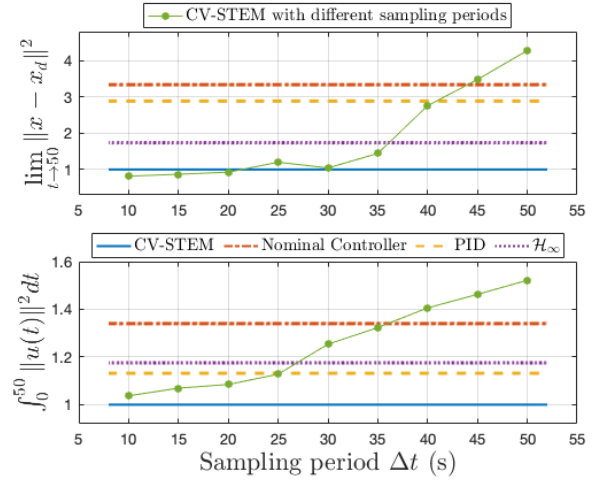 CV-STEM with different sampling periods
lim t→50 ‖x − x_d‖²
4
3
2
1
5 10 15 20 25 30 35 40 45 50 55
CV-STEM Nominal Controller PID ℋ∞
∫₀⁵⁰ ‖u(t)‖² dt
1.6
1.4
1.2
1
5 10 15 20 25 30 35 40 45 50 55
Sampling period Δt (s)